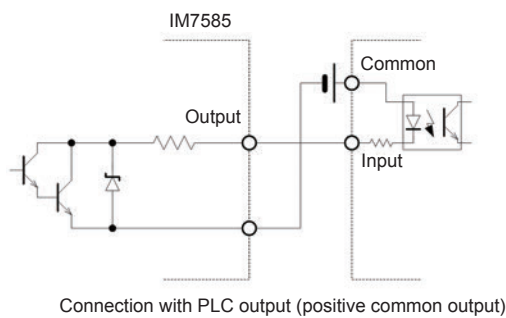 IM7585
Common
Output
Input
Connection with PLC output (positive common output)